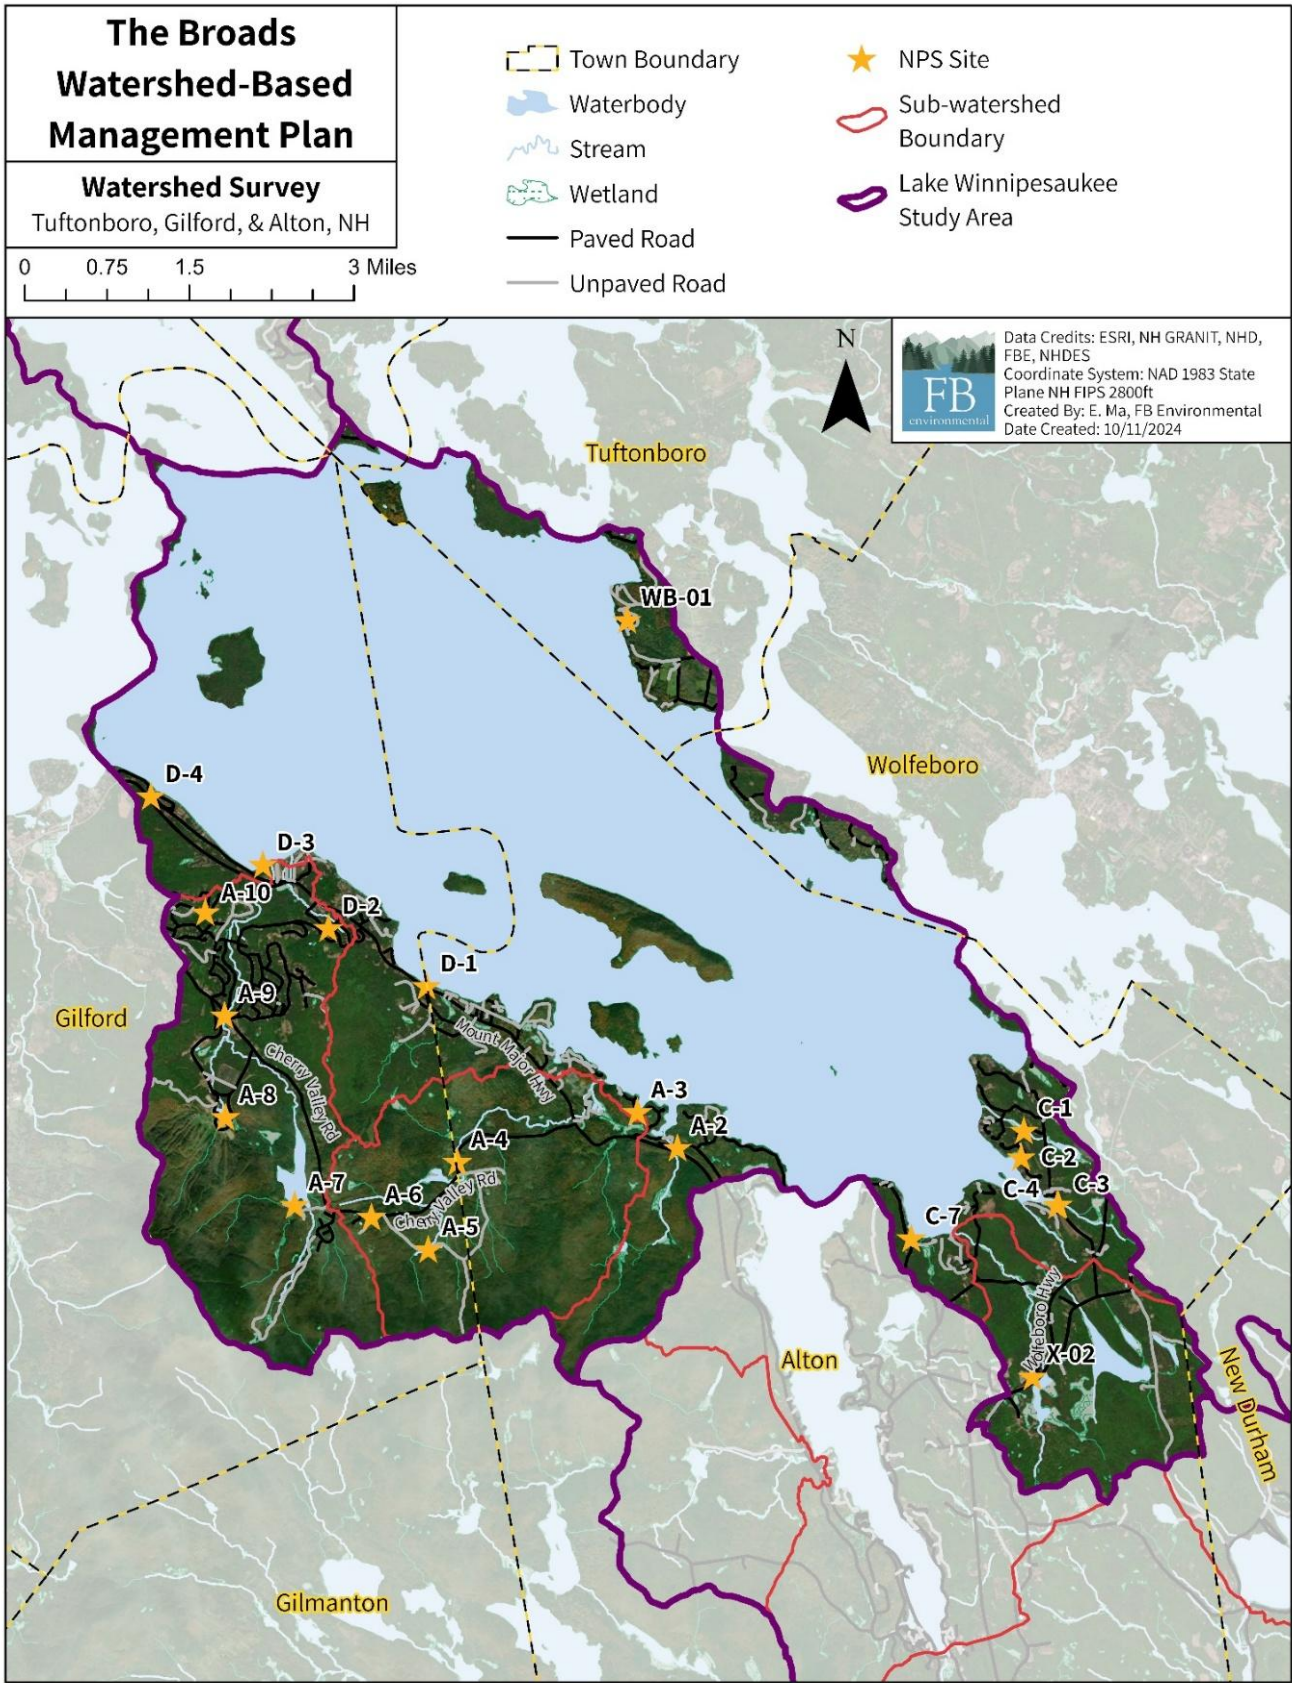 The Broads
Watershed-Based
Management Plan
Watershed Survey
Tuftonboro, Gilford, & Alton, NH
0 0.75 1.5 3 Miles
Town Boundary
Waterbody
Stream
Wetland
Paved Road
Unpaved Road
NPS Site
Sub-watershed
Boundary
Lake Winnipesaukee
Study Area
N
FB
environmental
Data Credits: ESRI, NH GRANIT, NHD,
FBE, NHDES
Coordinate System: NAD 1983 State
Plane NH FIPS 2800ft
Created By: E. Ma, FB Environmental
Date Created: 10/11/2024
Tuftonboro
WB-01
Wolfeboro
D-4
D-3
A-10
D-2
D-1
A-9
Gilford
Mount Major Hwy
Cherry Valley Rd
A-8
A-3
A-2
C-1
A-4
C-2
A-7
A-6
Cherry Valley Rd
C-4
C-3
A-5
C-7
Wolfeboro Hwy
X-02
Alton
New Durham
Gilmanton